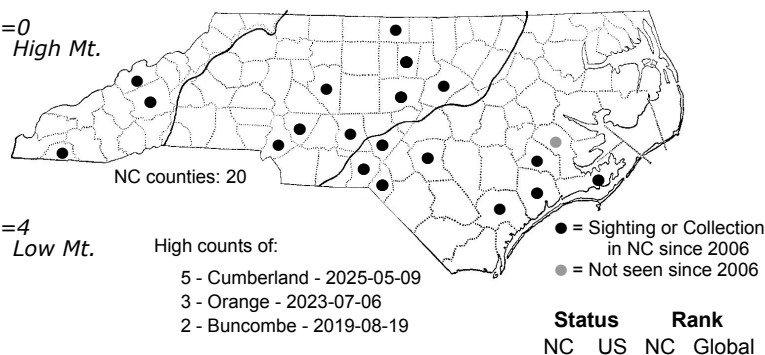 =0
High Mt.
NC counties: 20
=4
Low Mt.
High counts of:
5 - Cumberland - 2025-05-09
3 - Orange - 2023-07-06
2 - Buncombe - 2019-08-19
● = Sighting or Collection
in NC since 2006
● = Not seen since 2006
Status Rank
NC US NC Global